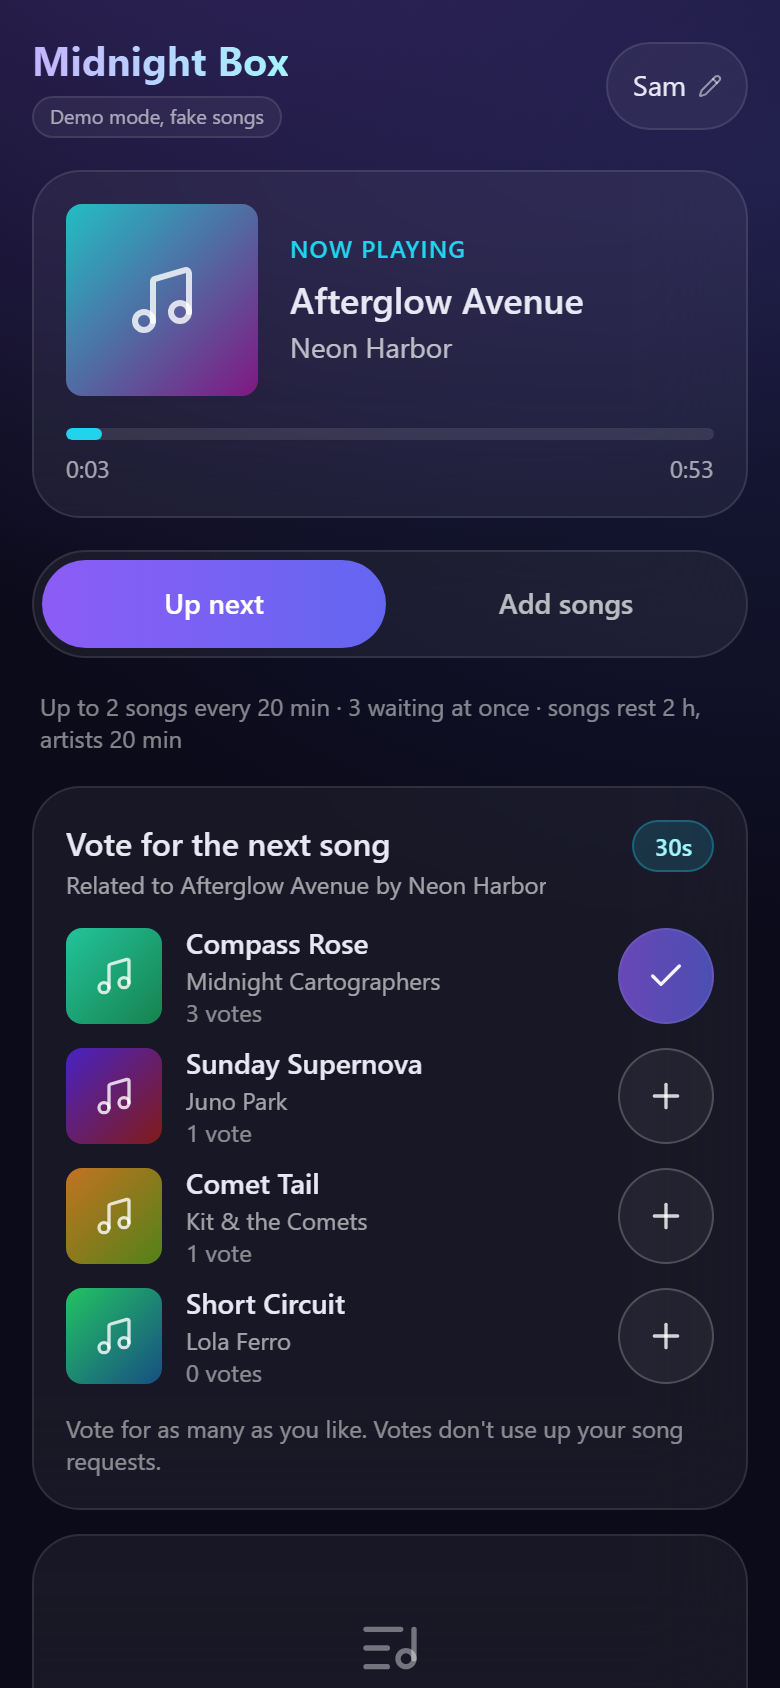 Midnight Box
Sam
Demo mode, fake songs
NOW PLAYING
Afterglow Avenue
Neon Harbor
0:03
0:53
Up next
Add songs
Up to 2 songs every 20 min · 3 waiting at once · songs rest 2 h,
artists 20 min
Vote for the next song
30s
Related to Afterglow Avenue by Neon Harbor
Compass Rose
Midnight Cartographers
3 votes
Sunday Supernova
Juno Park
1 vote
Comet Tail
Kit & the Comets
1 vote
Short Circuit
Lola Ferro
0 votes
Vote for as many as you like. Votes don't use up your song
requests.